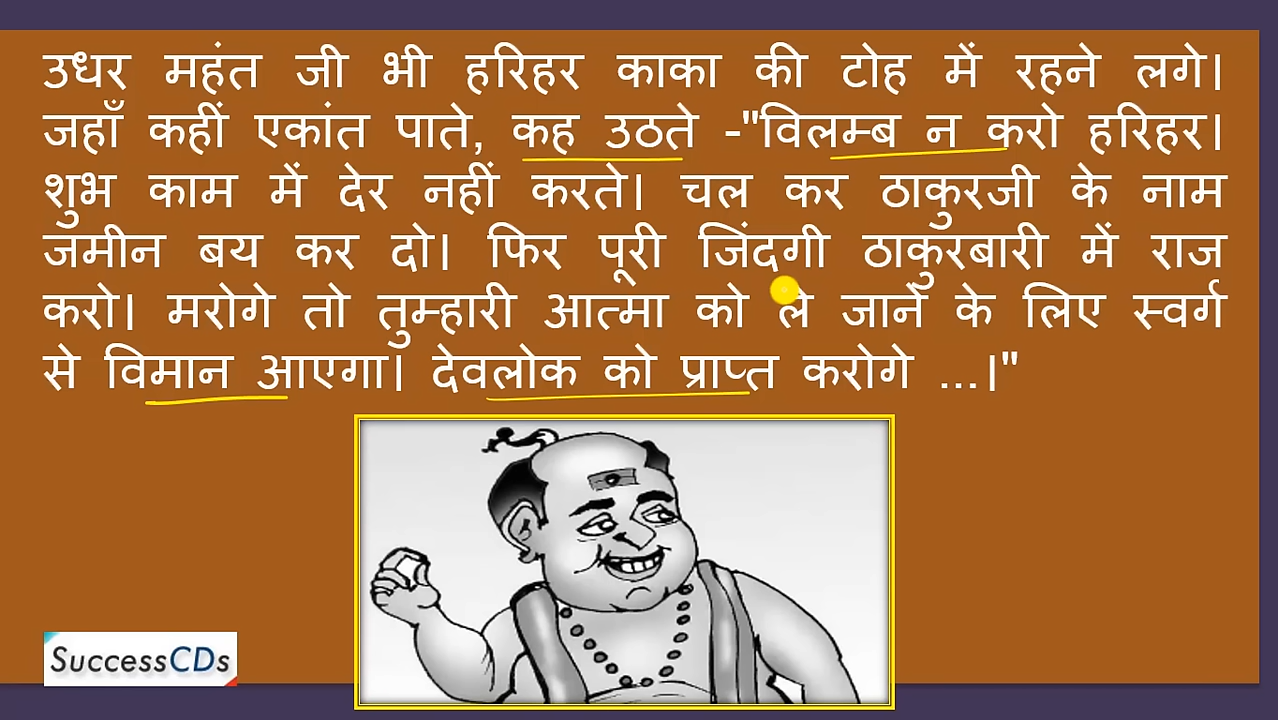 उधर महंत जी भी हरिहर काका की टोह में रहने लगे।
जहाँ कहीं एकांत पाते, कह उठते -"विलम्ब न करो हरिहर।
शुभ काम में देर नहीं करते। चल कर ठाकुरजी के नाम
जमीन बय कर दो। फिर पूरी जिंदगी ठाकुरबारी में राज
करो। मरोगे तो तुम्हारी आत्मा को ले जाने के लिए स्वर्ग
से विमान आएगा। देवलोक को प्राप्त करोगे ...।"
SuccessCDs